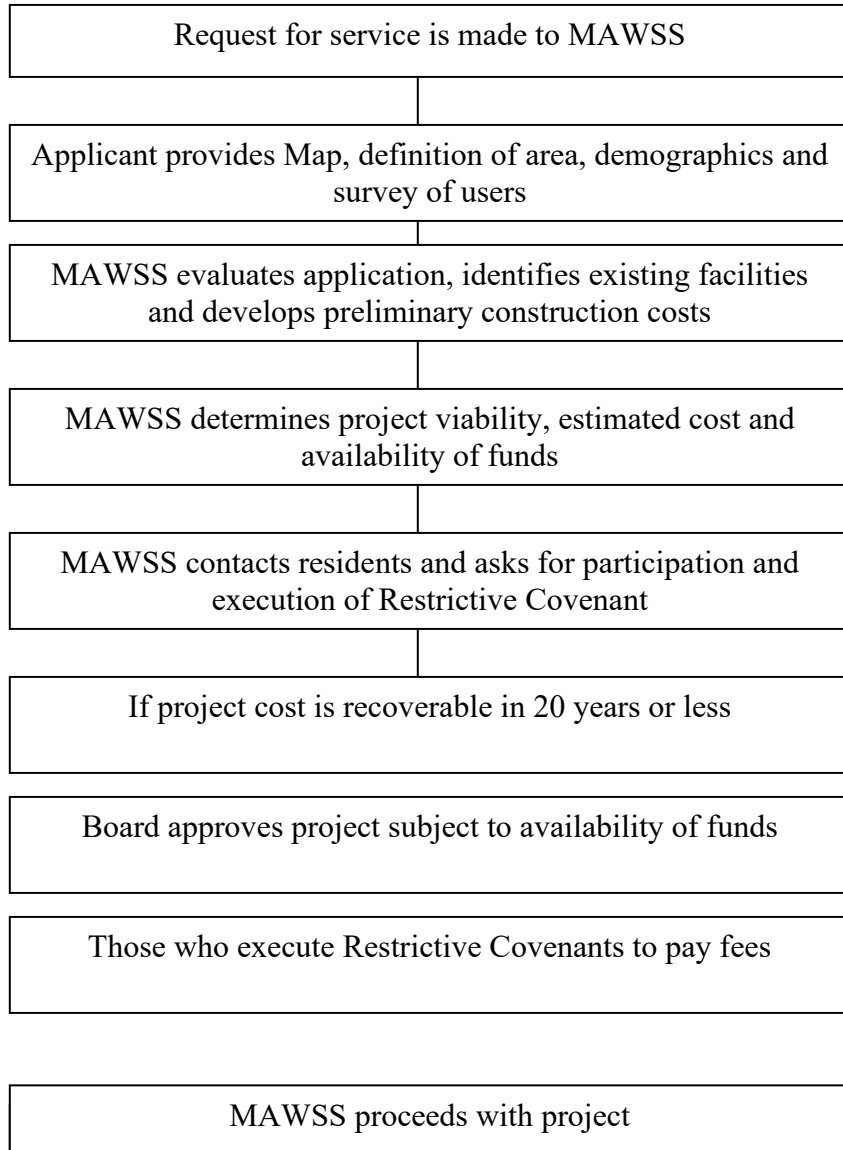 Request for service is made to MAWSS
Applicant provides Map, definition of area, demographics and
survey of users
MAWSS evaluates application, identifies existing facilities
and develops preliminary construction costs
MAWSS determines project viability, estimated cost and
availability of funds
MAWSS contacts residents and asks for participation and
execution of Restrictive Covenant
If project cost is recoverable in 20 years or less
Board approves project subject to availability of funds
Those who execute Restrictive Covenants to pay fees
MAWSS proceeds with project